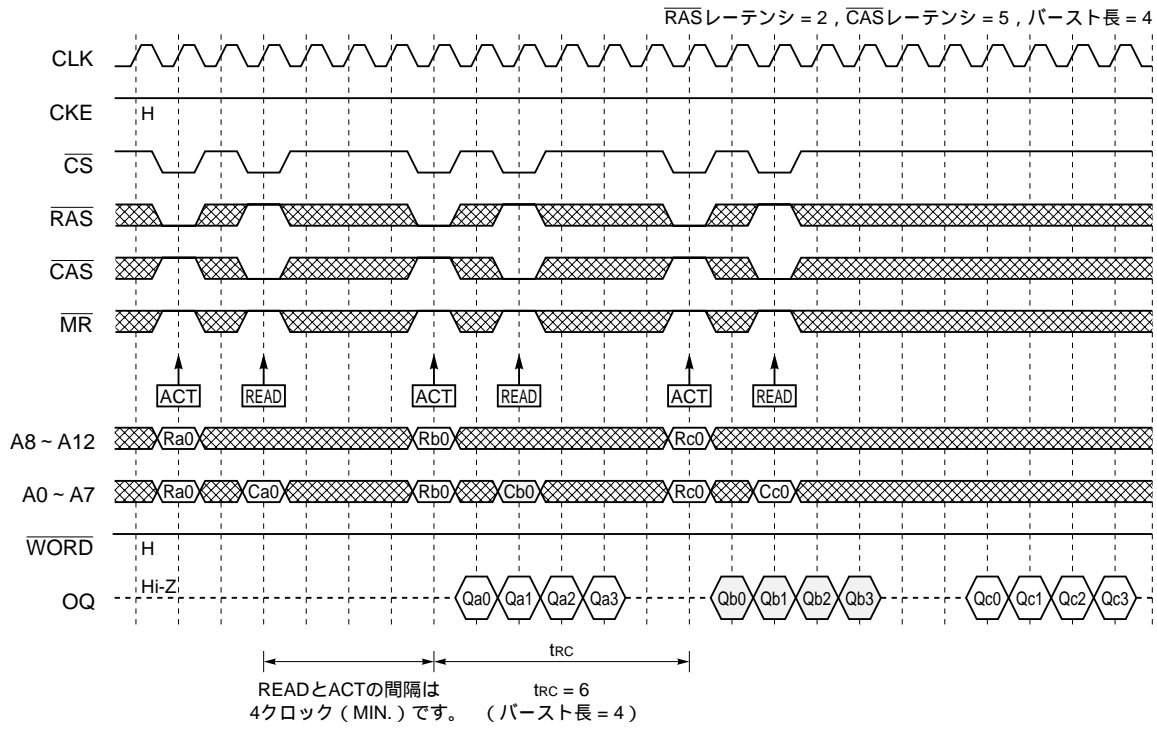 RASレーテンシ = 2 , CASレーテンシ = 5 , バースト長 = 4
CLK
CKE H
CS
RAS
CAS
MR
ACT READ ACT READ ACT READ
A8 ~ A12 Ra0 Rb0 Rc0
A0 ~ A7 Ra0 Ca0 Rb0 Cb0 Rc0 Cc0
WORD H
OQ Hi-Z Qa0 Qa1 Qa2 Qa3 Qb0 Qb1 Qb2 Qb3 Qc0 Qc1 Qc2 Qc3
tRC
READとACTの間隔は tRC = 6
4クロック ( MIN. ) です。 ( バースト長 = 4 )